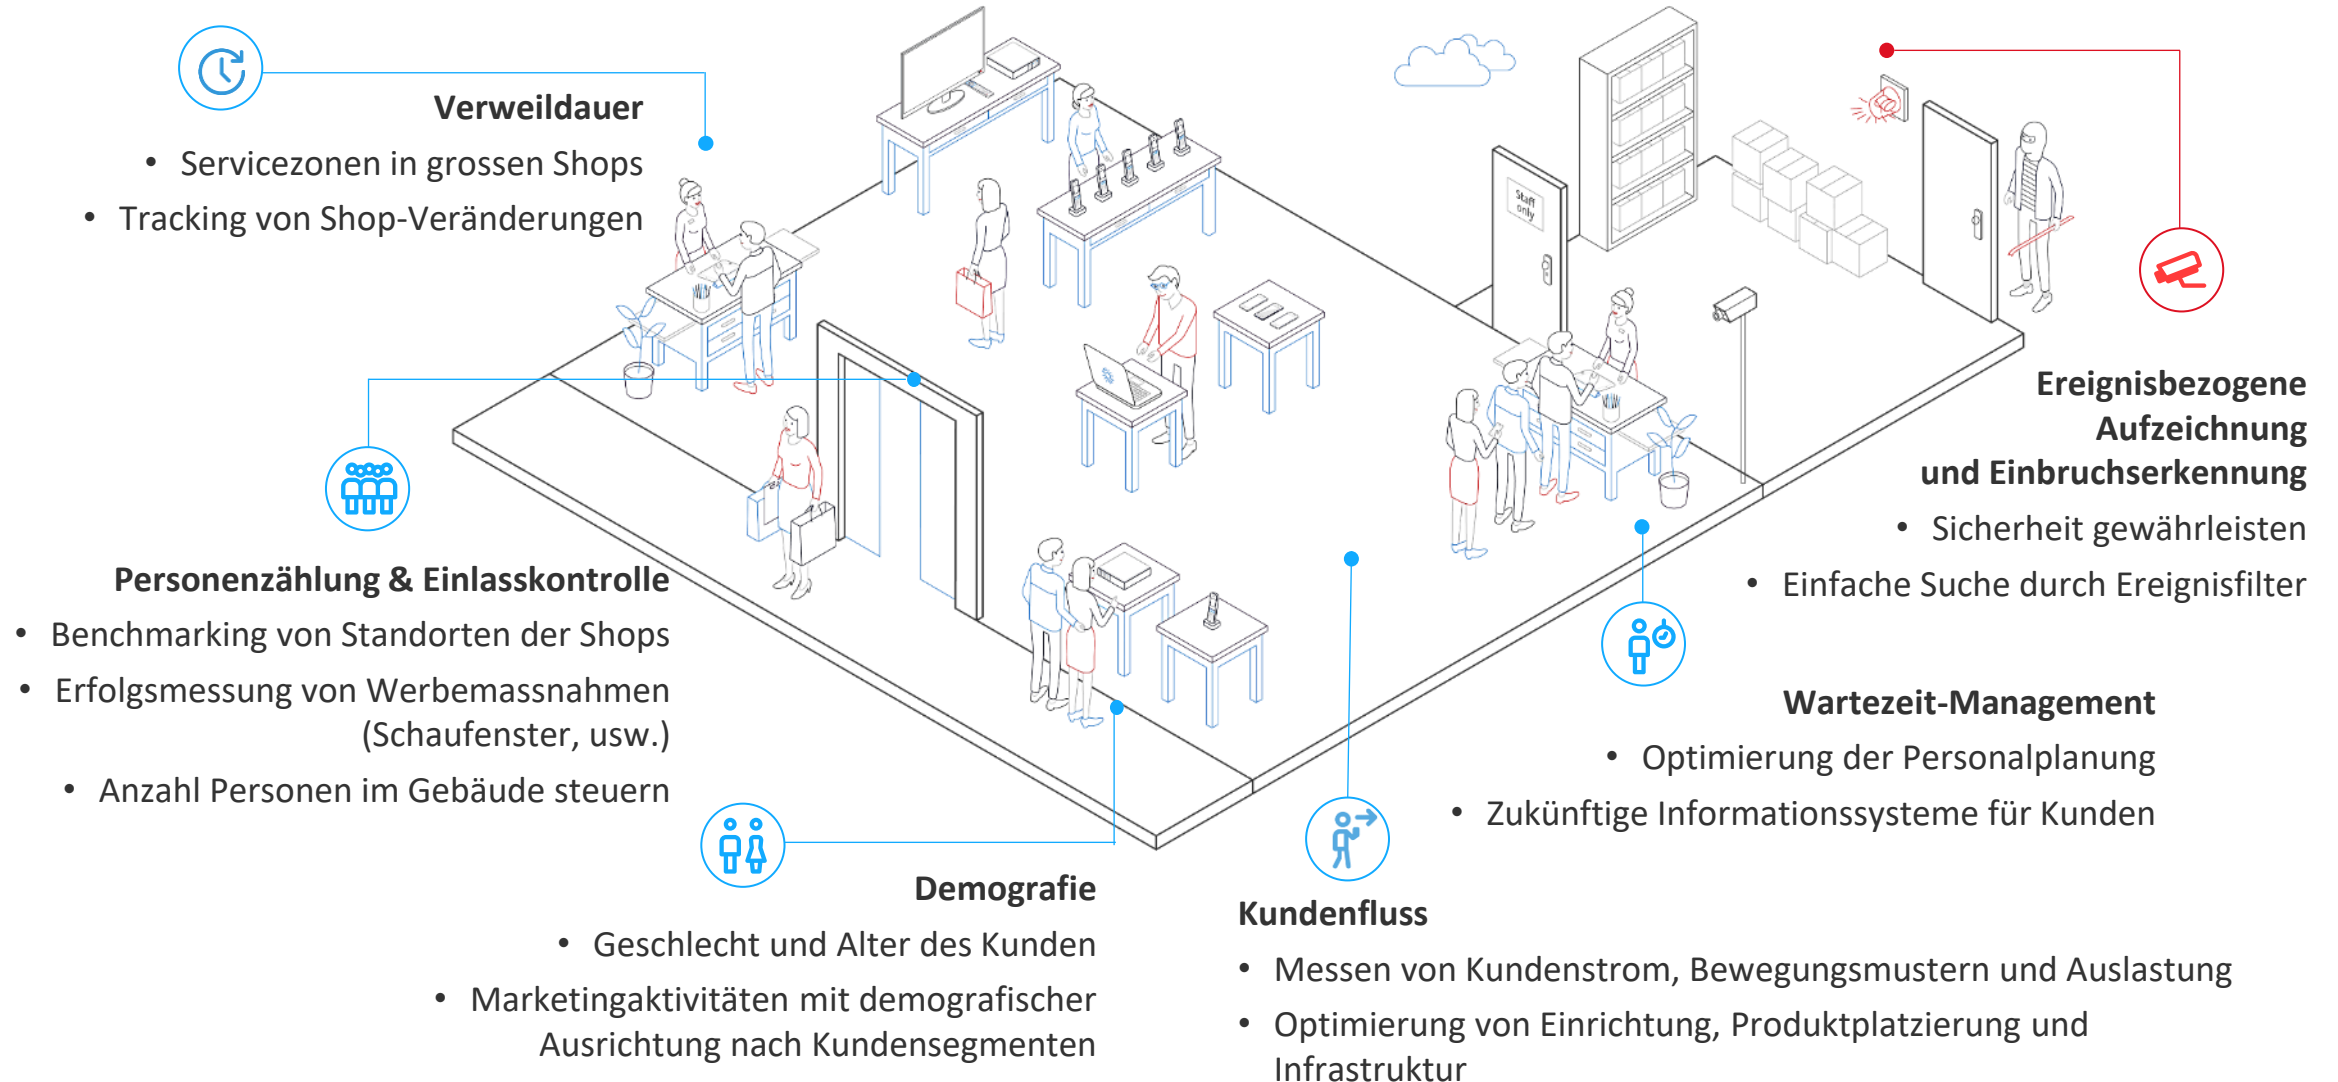 Verweildauer
• Servicezonen in grossen Shops
• Tracking von Shop-Veränderungen
Staff
only
Ereignisbezogene
Aufzeichnung
und Einbruchserkennung
• Sicherheit gewährleisten
• Einfache Suche durch Ereignisfilter
Personenzählung & Einlasskontrolle
• Benchmarking von Standorten der Shops
• Erfolgsmessung von Werbemassnahmen
(Schaufenster, usw.)
• Anzahl Personen im Gebäude steuern
Wartezeit-Management
• Optimierung der Personalplanung
• Zukünftige Informationssysteme für Kunden
Demografie
• Geschlecht und Alter des Kunden
• Marketingaktivitäten mit demografischer
Ausrichtung nach Kundensegmenten
Kundenfluss
• Messen von Kundenstrom, Bewegungsmustern und Auslastung
• Optimierung von Einrichtung, Produktplatzierung und
Infrastruktur